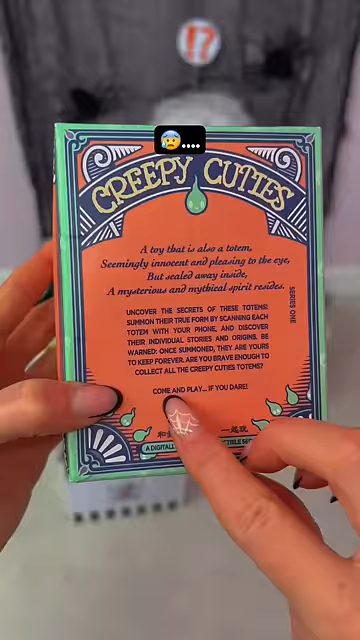 !?
....
CREEPY CUTIES
A toy that is also a totem,
Seemingly innocent and pleasing to the eye,
But sealed away inside,
A mysterious and mythical spirit resides.
SERIES ONE
UNCOVER THE SECRETS OF THESE TOTEMS!
SUMMON THEIR TRUE FORM BY SCANNING EACH
TOTEM WITH YOUR PHONE, AND DISCOVER
THEIR INDIVIDUAL STORIES AND ORIGINS. BE
WARNED: ONCE SUMMONED, THEY ARE YOURS
TO KEEP FOREVER. ARE YOU BRAVE ENOUGH TO
COLLECT ALL THE CREEPY CUTIES TOTEMS?
COME AND PLAY... IF YOU DARE!
一起玩
A DIGITAL